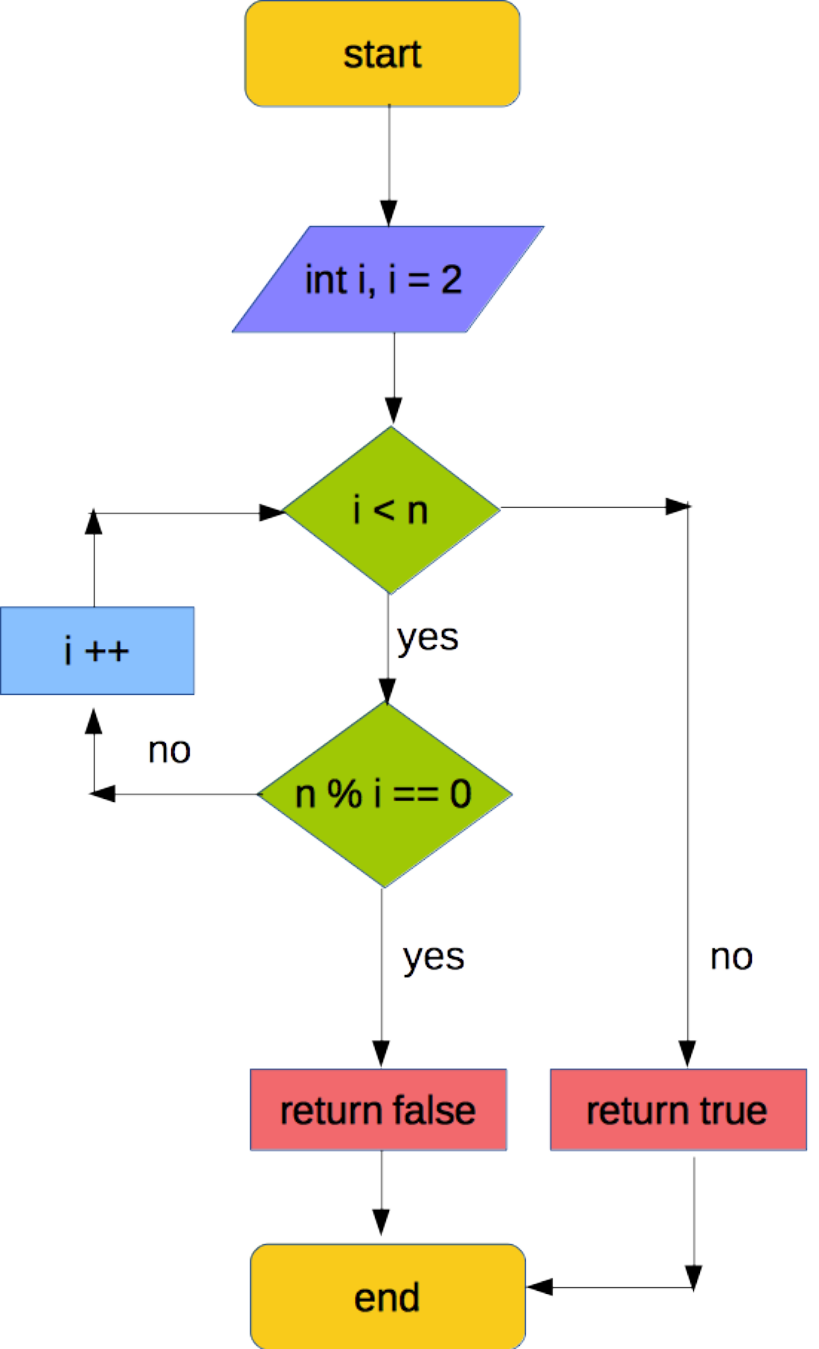 start
int i, i = 2
i < n
yes
i ++
no
n % i == 0
yes
no
return false
return true
end